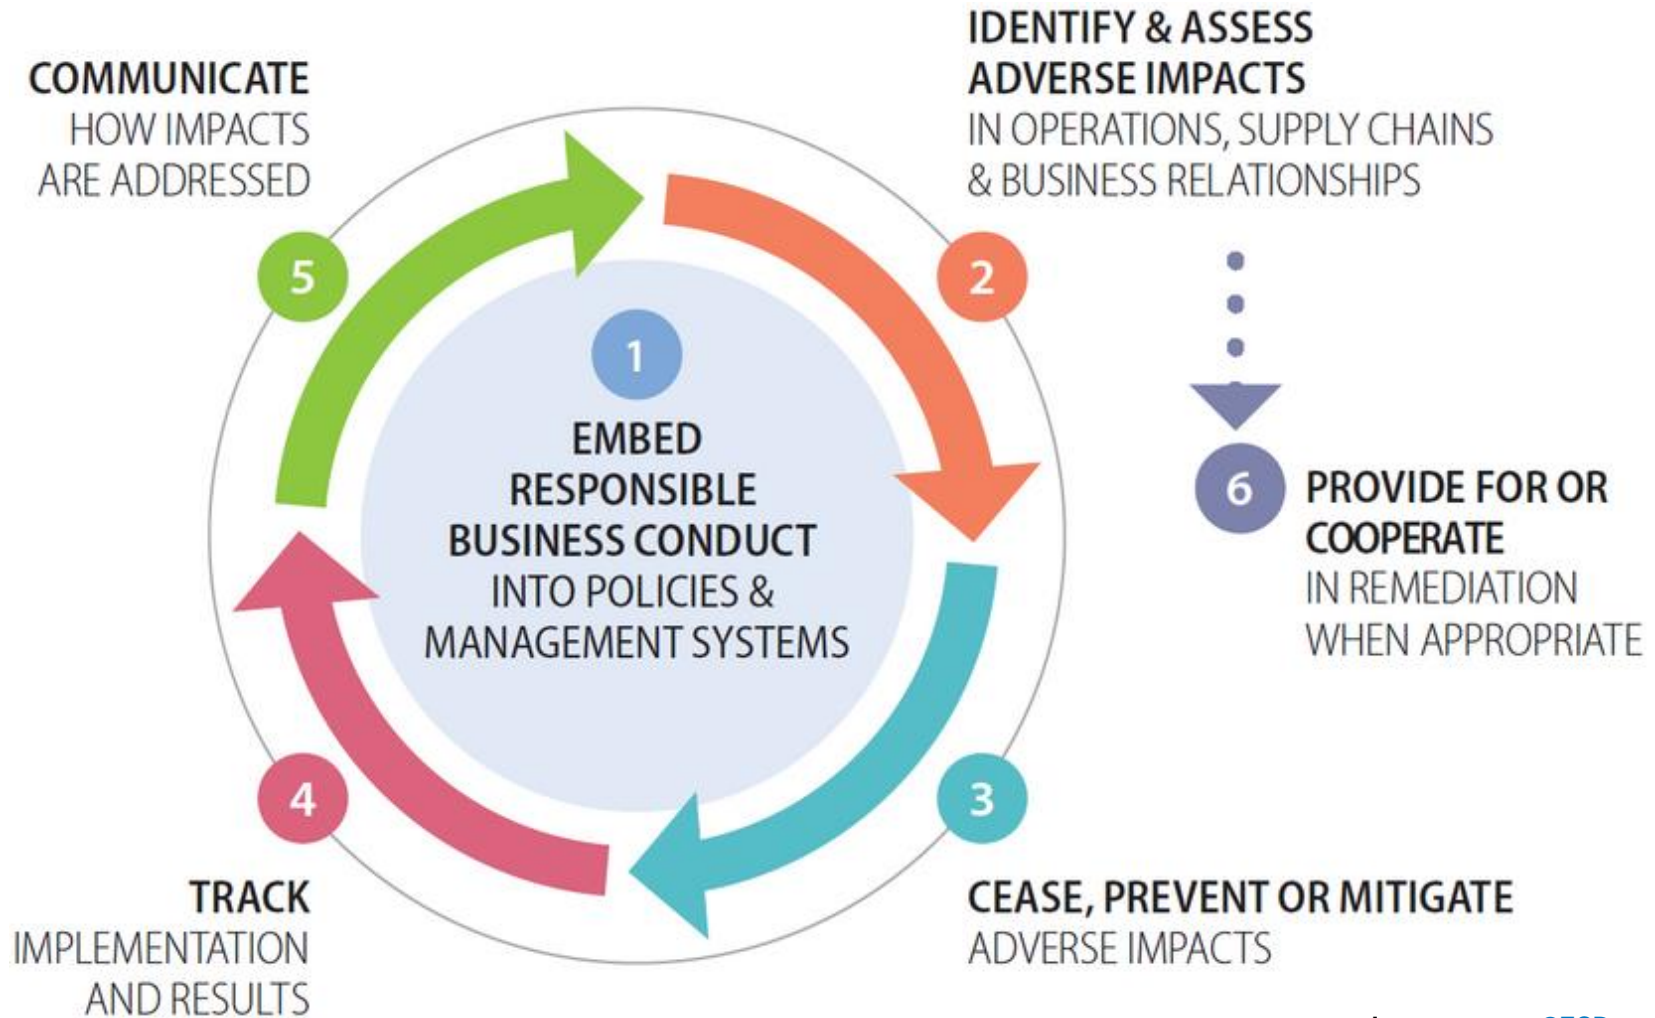 COMMUNICATE
HOW IMPACTS
ARE ADDRESSED
5
IDENTIFY & ASSESS
ADVERSE IMPACTS
IN OPERATIONS, SUPPLY CHAINS
& BUSINESS RELATIONSHIPS
2
1
EMBED
RESPONSIBLE
BUSINESS CONDUCT
INTO POLICIES &
MANAGEMENT SYSTEMS
6
PROVIDE FOR OR
COOPERATE
IN REMEDIATION
WHEN APPROPRIATE
4
TRACK
IMPLEMENTATION
AND RESULTS
3
CEASE, PREVENT OR MITIGATE
ADVERSE IMPACTS